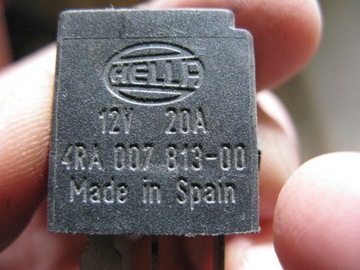 HELLA
12V 20A
4RA 007 813-00
Made in Spain